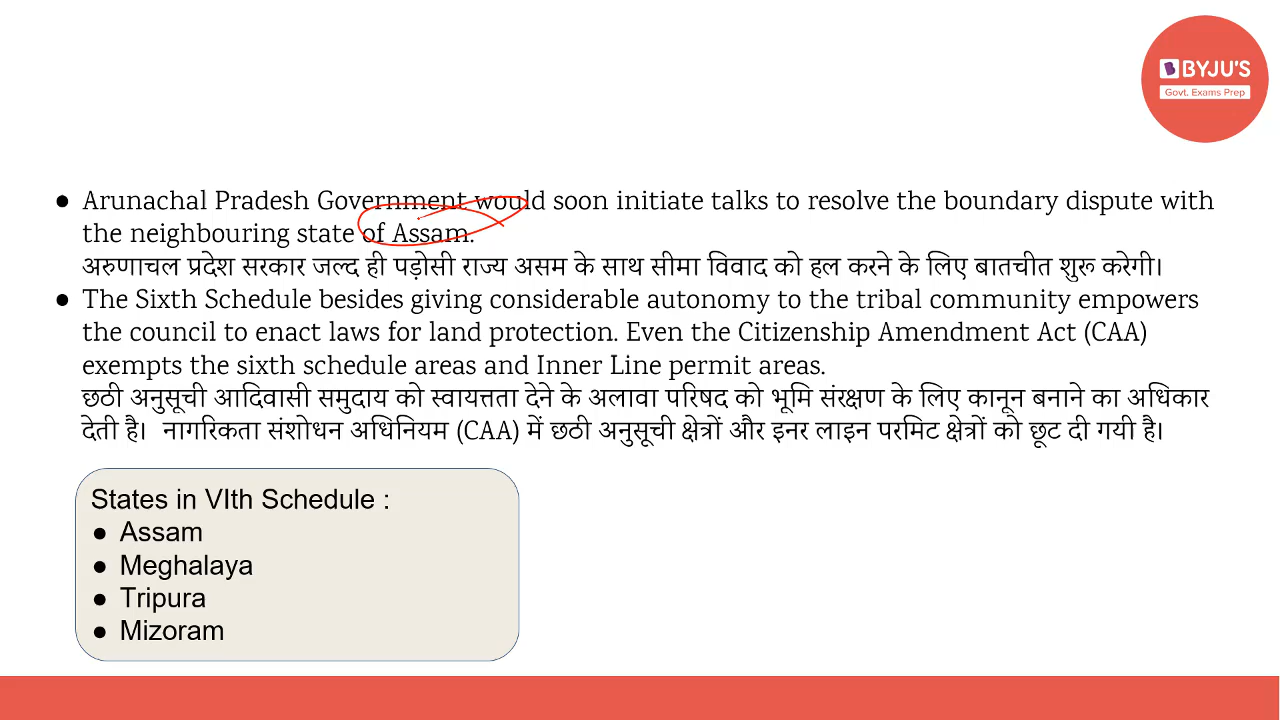 BYJU'S
Govt. Exams Prep
● Arunachal Pradesh Government would soon initiate talks to resolve the boundary dispute with
the neighbouring state of Assam.
अरुणाचल प्रदेश सरकार जल्द ही पड़ोसी राज्य असम के साथ सीमा विवाद को हल करने के लिए बातचीत शुरू करेगी।
● The Sixth Schedule besides giving considerable autonomy to the tribal community empowers
the council to enact laws for land protection. Even the Citizenship Amendment Act (CAA)
exempts the sixth schedule areas and Inner Line permit areas.
छठी अनुसूची आदिवासी समुदाय को स्वायत्तता देने के अलावा परिषद को भूमि संरक्षण के लिए कानून बनाने का अधिकार
देती है। नागरिकता संशोधन अधिनियम (CAA) में छठी अनुसूची क्षेत्रों और इनर लाइन परमिट क्षेत्रों को छूट दी गयी है।
States in VIth Schedule :
● Assam
● Meghalaya
● Tripura
● Mizoram